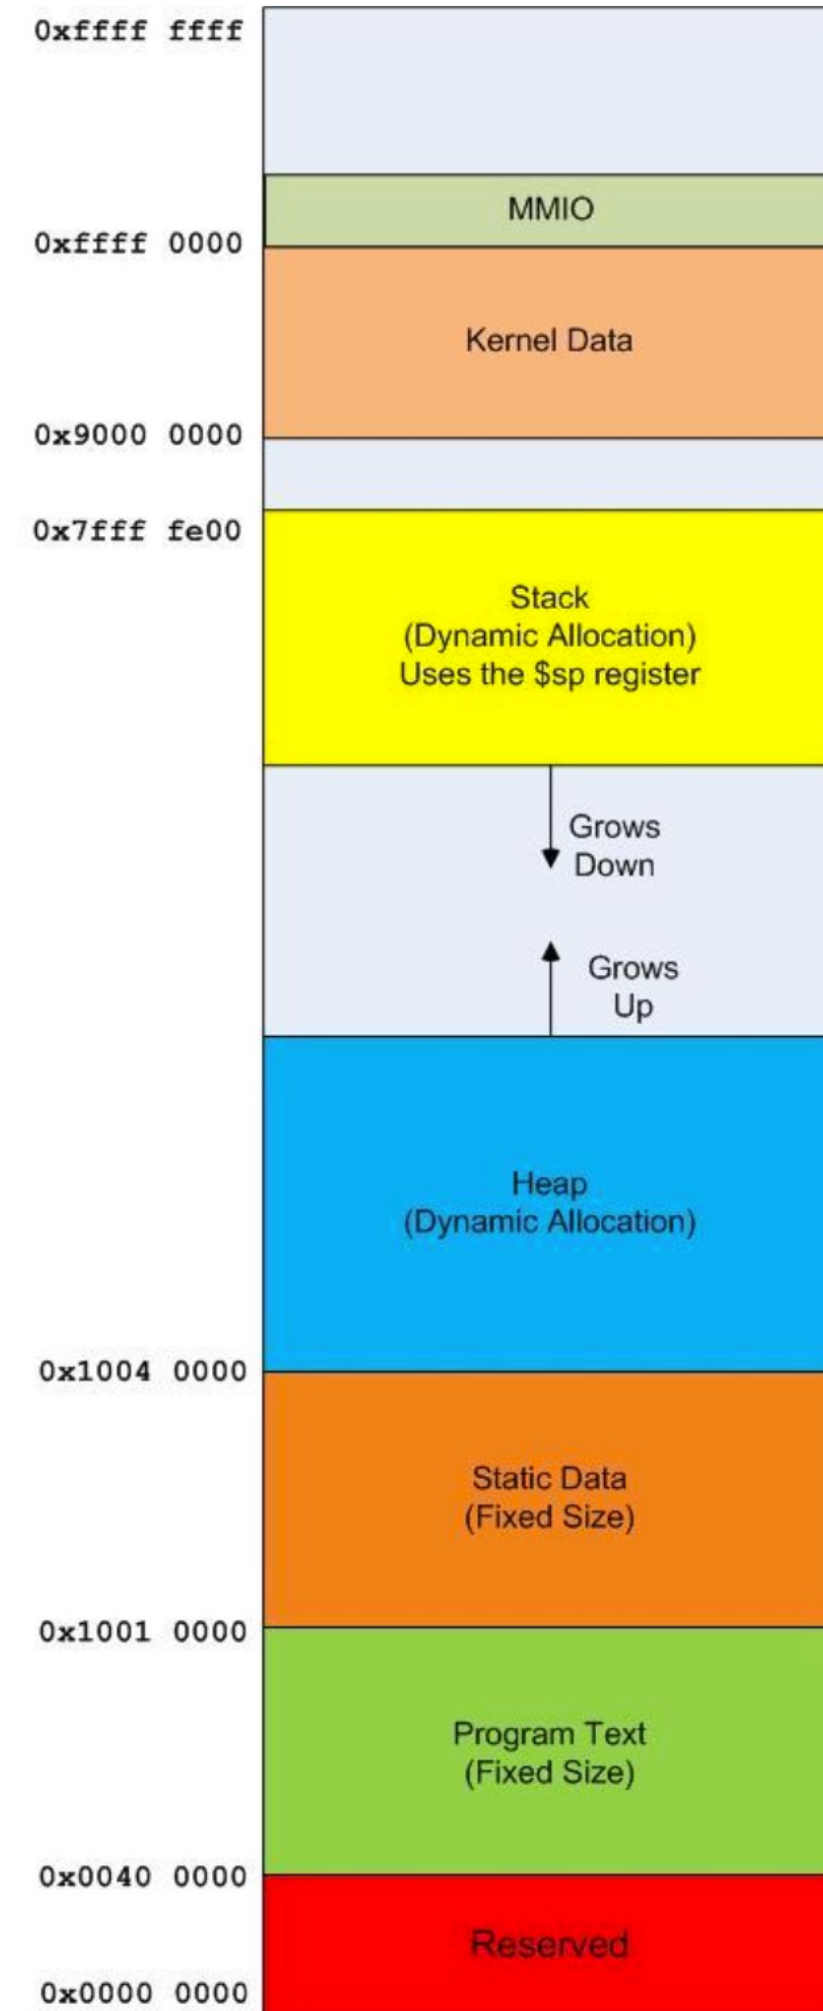 0xffff ffff
MMIO
0xffff 0000
Kernel Data
0x9000 0000
0x7fff fe00
Stack
(Dynamic Allocation)
Uses the $sp register
Grows
Down
Grows
Up
Heap
(Dynamic Allocation)
0x1004 0000
Static Data
(Fixed Size)
0x1001 0000
Program Text
(Fixed Size)
0x0040 0000
Reserved
0x0000 0000